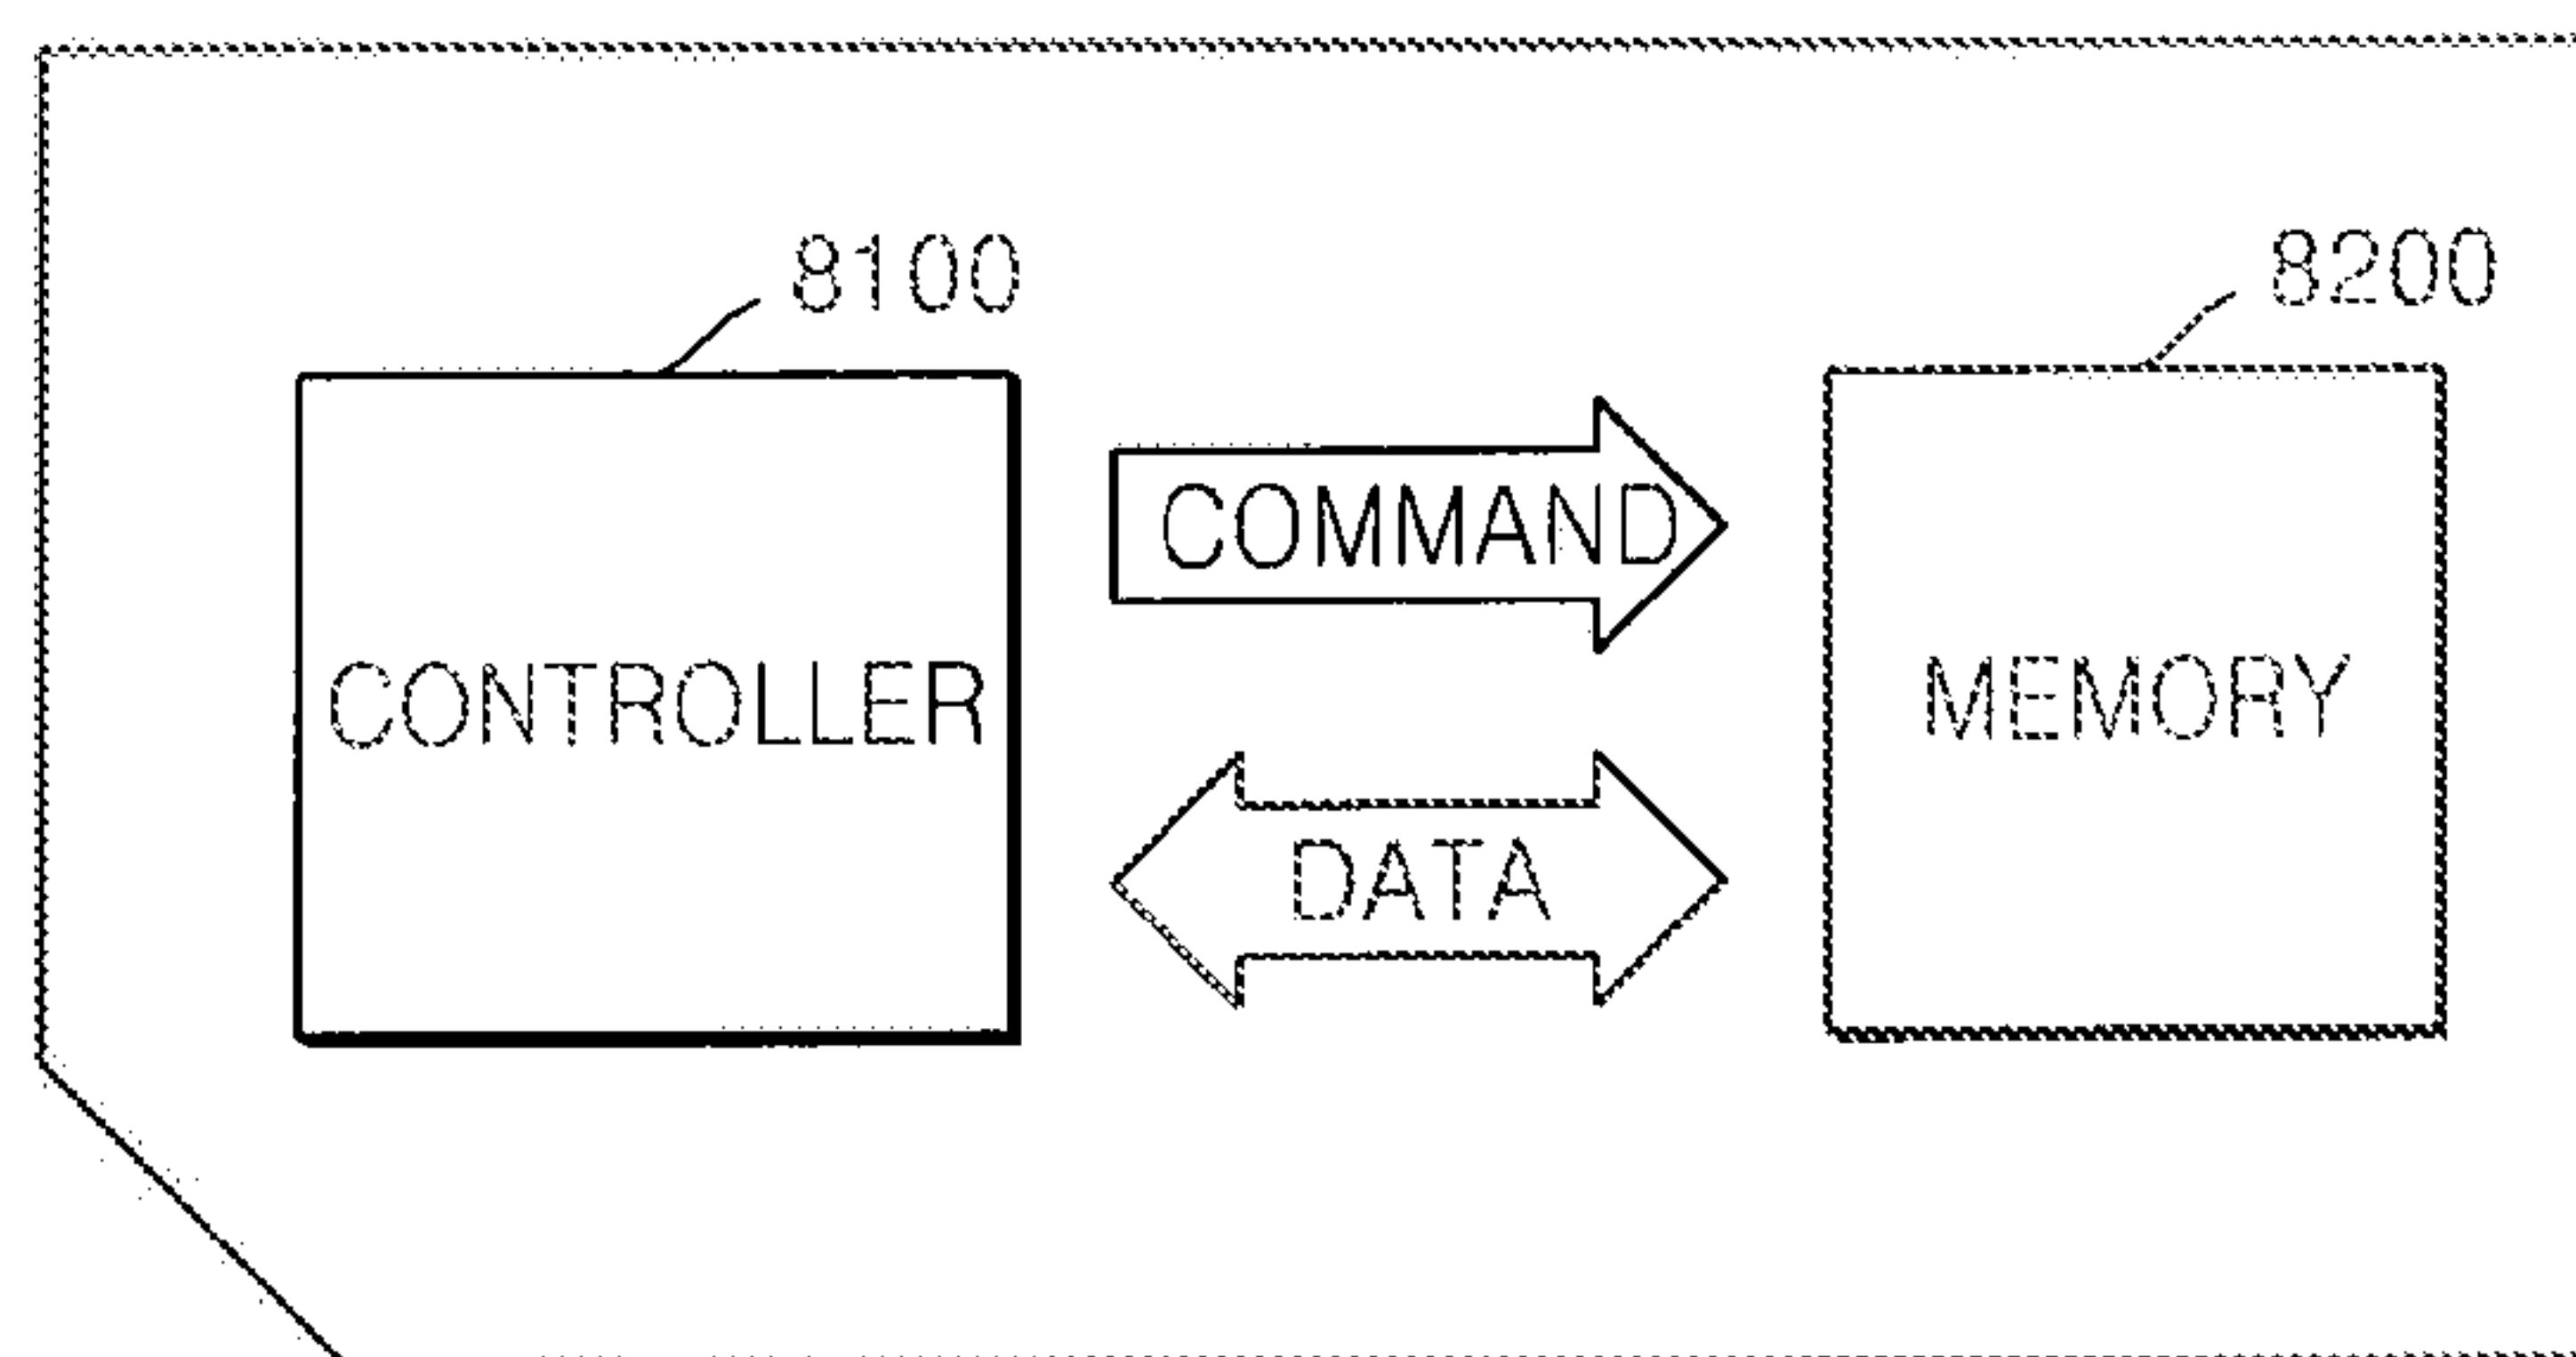 8100
8200
COMMAND
CONTROLLER
MEMORY
DATA